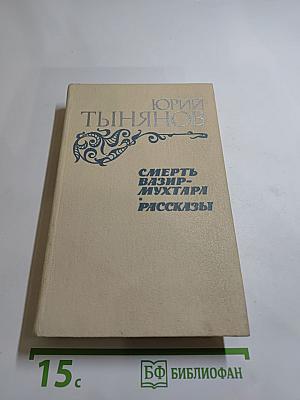 ЮРИЙ
ТЫНЯНОВ
СМЕРТЬ
ВАЗИР-
МУХТАРА
•
РАССКАЗЫ
15с
БФ БИБЛИОФАН